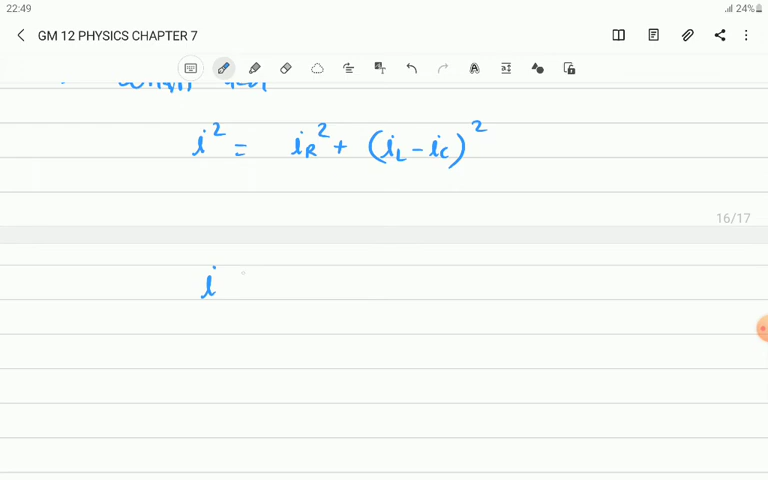 22:49
24%
GM 12 PHYSICS CHAPTER 7
i² = i_R² + (i_L - i_C)²
16/17
i